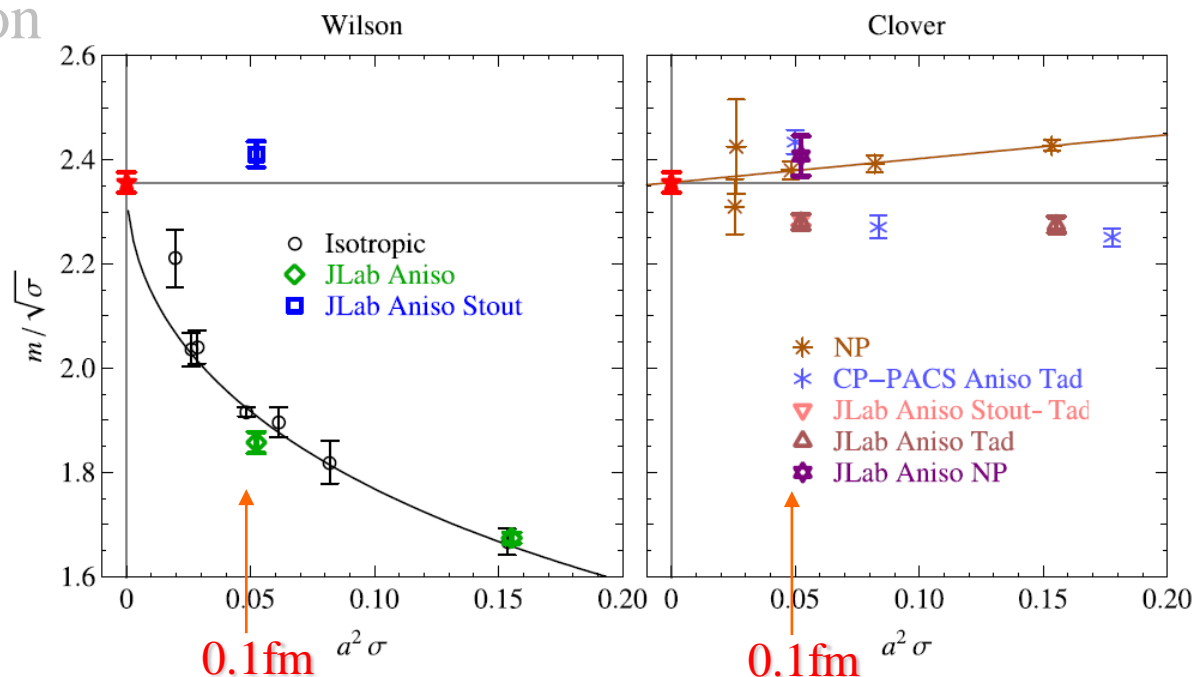 on
Wilson
2.6
2.4
2.2
2.0
1.8
1.6
m / √σ
Isotropic
JLab Aniso
JLab Aniso Stout
0 0.05 0.10 0.15 0.20
a² σ
0.1fm
Clover
NP
CP−PACS Aniso Tad
JLab Aniso Stout- Tad
JLab Aniso Tad
JLab Aniso NP
0 0.05 0.10 0.15 0.20
a² σ
0.1fm